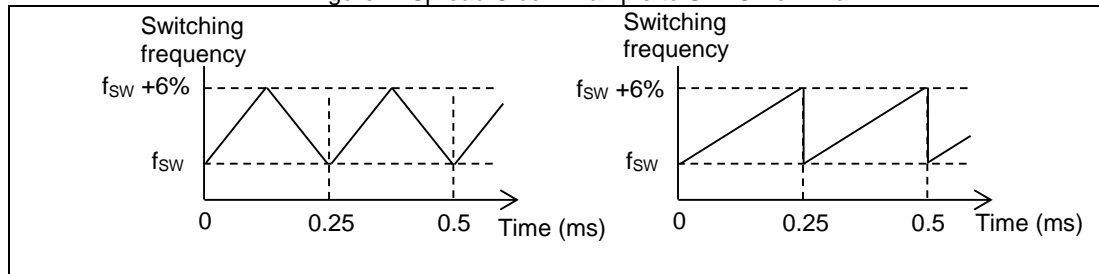 Switching
frequency
fSW +6%
fSW
0
0.25
0.5
Time (ms)
Switching
frequency
fSW +6%
fSW
0
0.25
0.5
Time (ms)